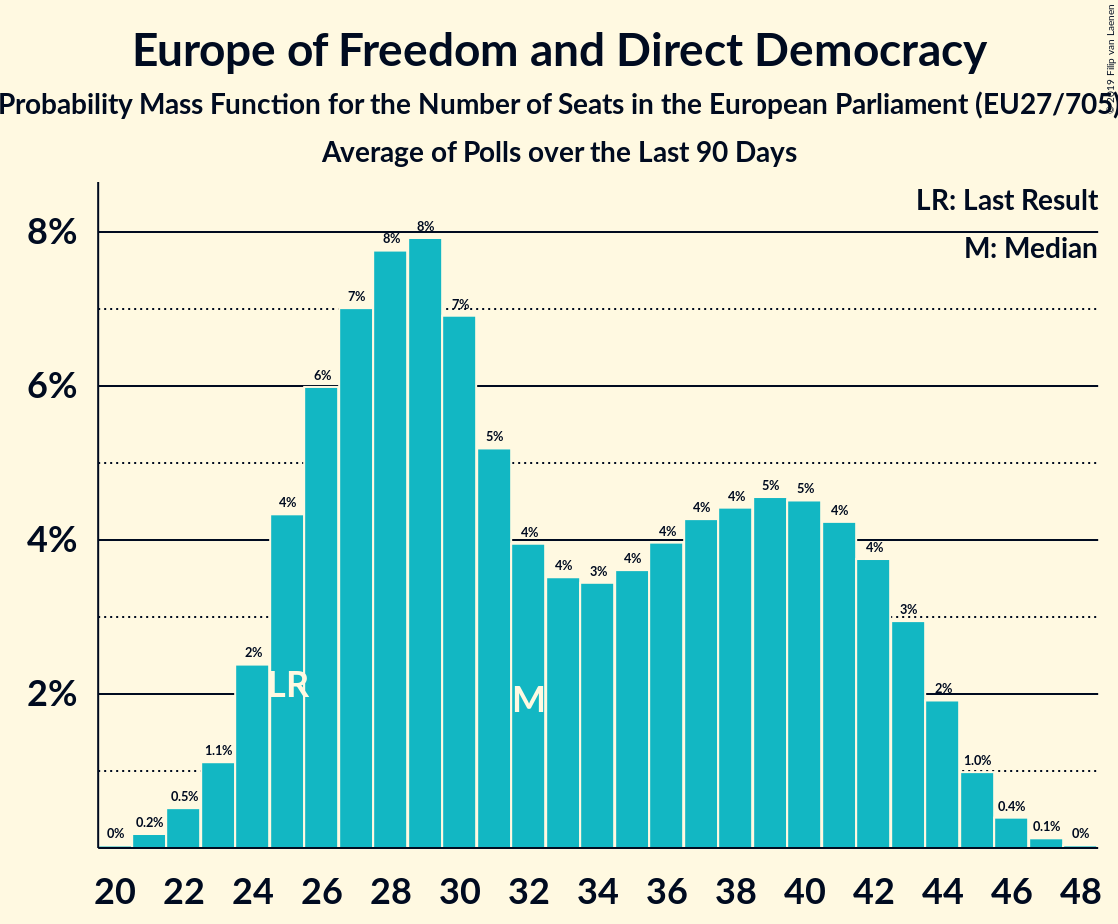 Europe of Freedom and Direct Democracy
Probability Mass Function for the Number of Seats in the European Parliament (EU27/705)
Average of Polls over the Last 90 Days
© 2019 Filip van Laenen
LR: Last Result
M: Median
8%
6%
4%
2%
0% 0.2% 0.5% 1.1% 2% 4% 6% 7% 8% 8% 7% 5% 4% 4% 3% 4% 4% 4% 4% 5% 5% 4% 4% 3% 2% 1.0% 0.4% 0.1% 0%
LR M
20 22 24 26 28 30 32 34 36 38 40 42 44 46 48